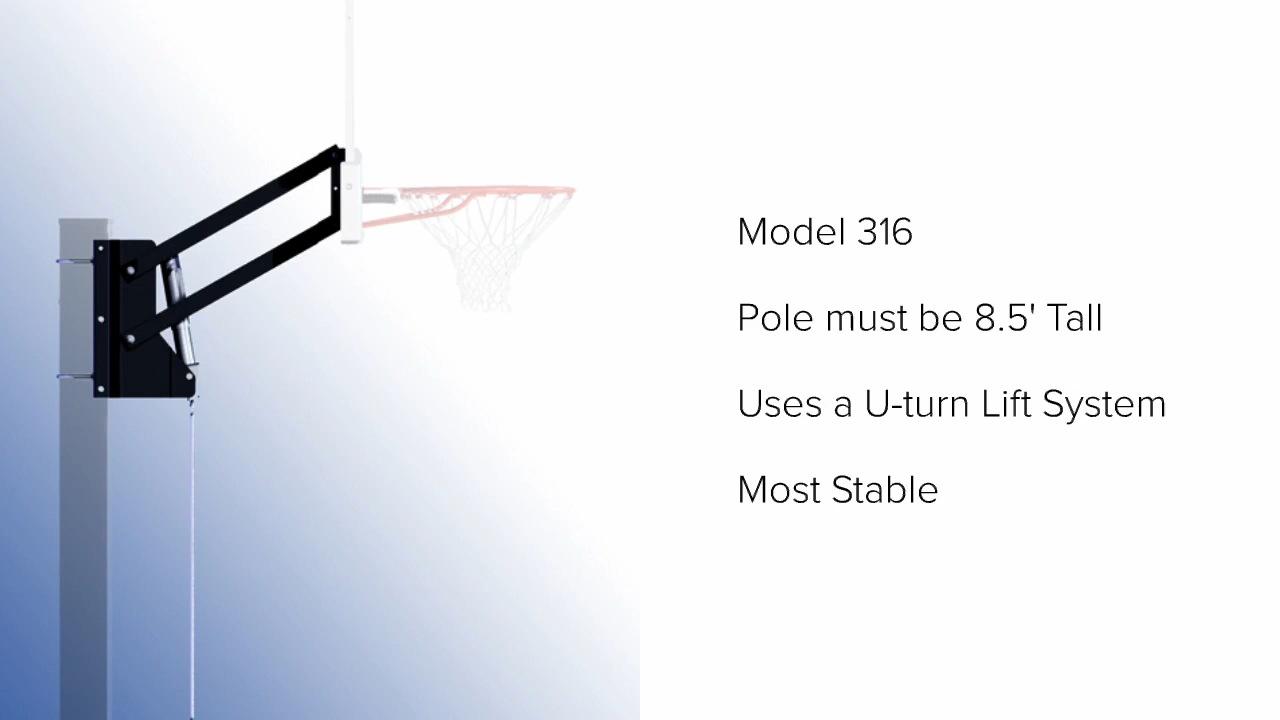 Model 316
Pole must be 8.5' Tall
Uses a U-turn Lift System
Most Stable